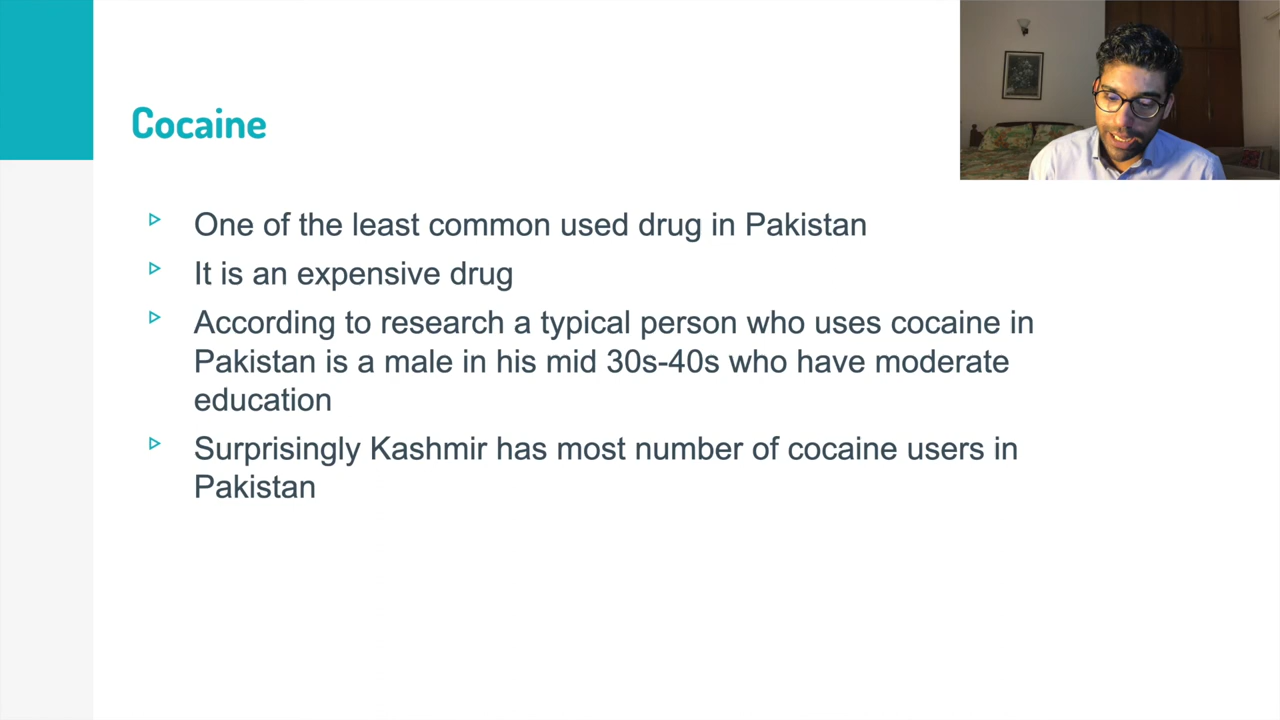 Cocaine
One of the least common used drug in Pakistan
It is an expensive drug
According to research a typical person who uses cocaine in
Pakistan is a male in his mid 30s-40s who have moderate
education
Surprisingly Kashmir has most number of cocaine users in
Pakistan